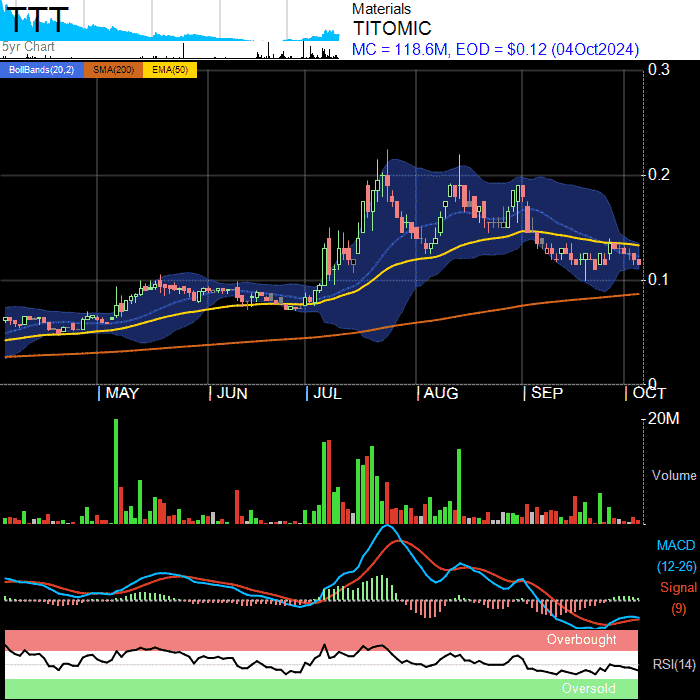 TTT
5yr Chart
Materials
TITOMIC
MC = 118.6M, EOD = $0.12 (04Oct2024)
BollBands(20,2) SMA(200) EMA(50)
0.3
0.2
0.1
0
MAY JUN JUL AUG SEP OCT
20M
Volume
MACD
(12-26)
Signal
(9)
Overbought
RSI(14)
Oversold